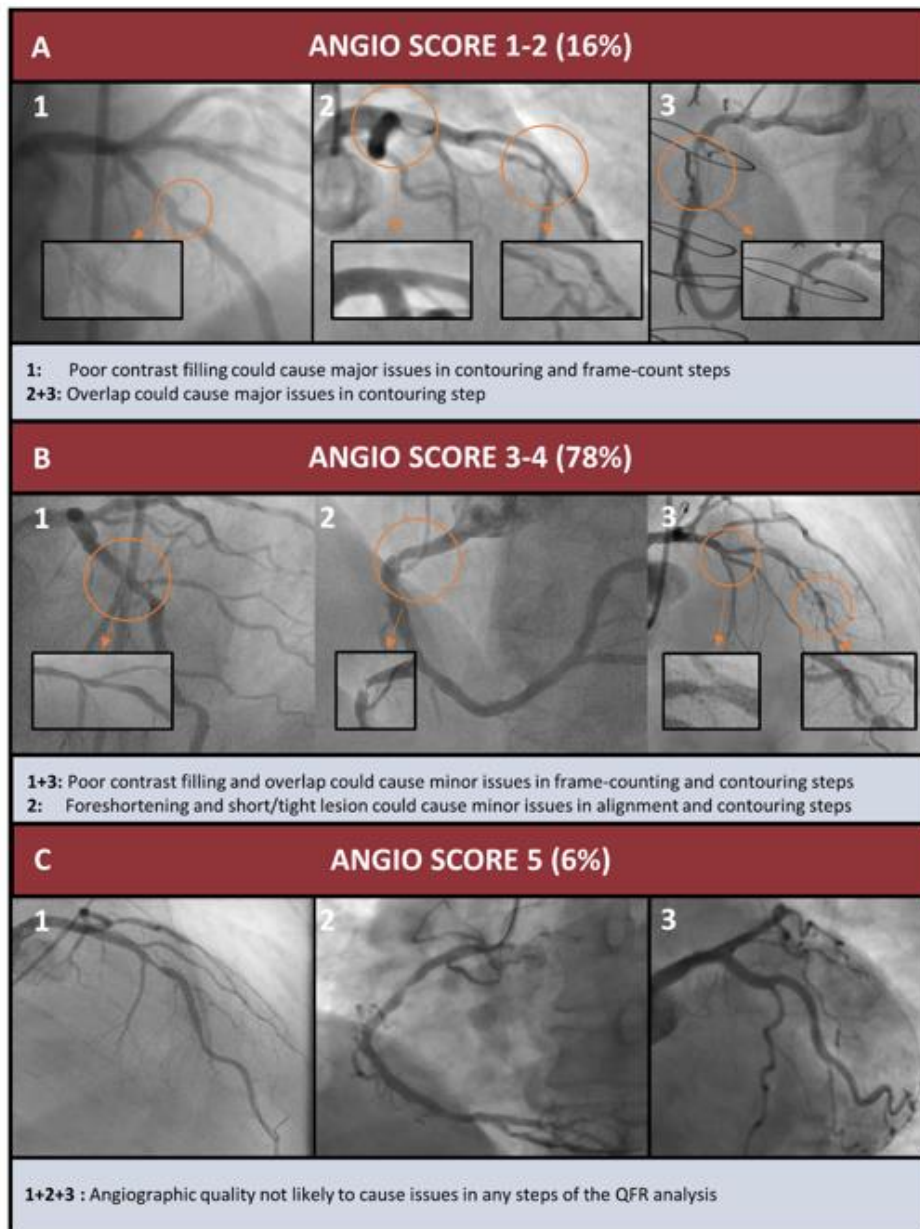 A ANGIO SCORE 1-2 (16%)
1 2 3
1: Poor contrast filling could cause major issues in contouring and frame-count steps
2+3: Overlap could cause major issues in contouring step
B ANGIO SCORE 3-4 (78%)
1 2 3
1+3: Poor contrast filling and overlap could cause minor issues in frame-counting and contouring steps
2: Foreshortening and short/tight lesion could cause minor issues in alignment and contouring steps
C ANGIO SCORE 5 (6%)
1 2 3
1+2+3 : Angiographic quality not likely to cause issues in any steps of the QFR analysis